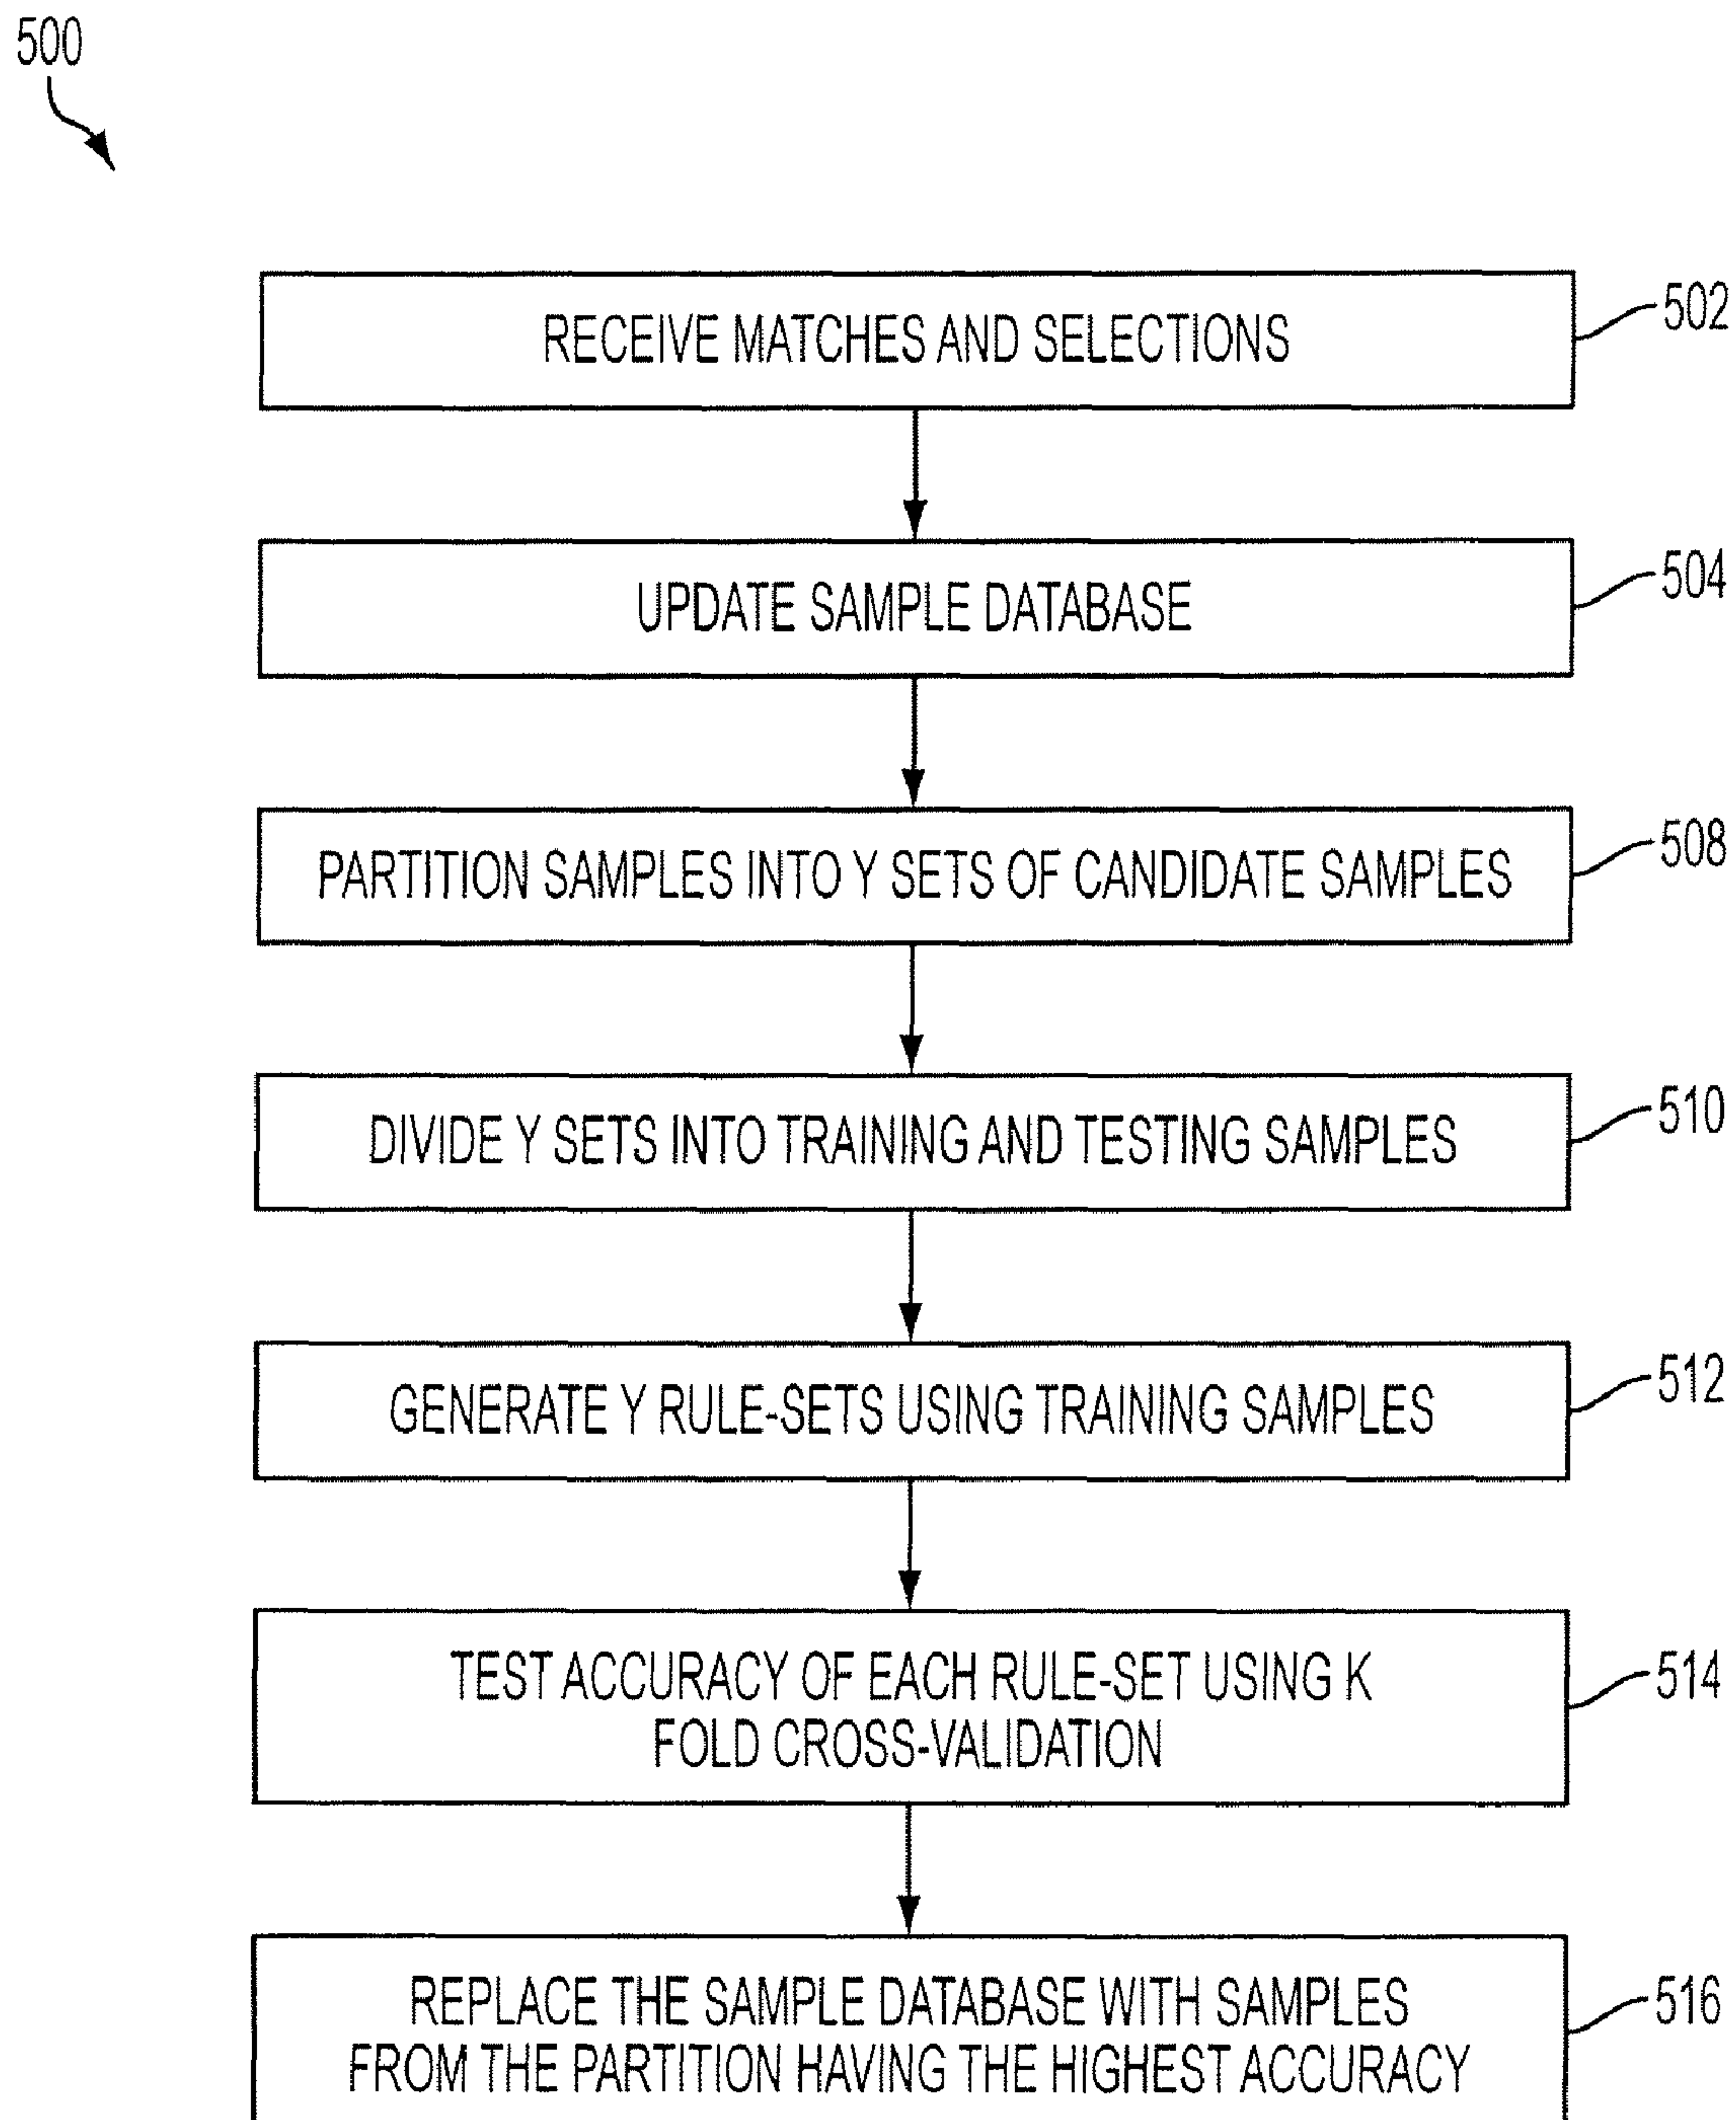 500
RECEIVE MATCHES AND SELECTIONS
502
UPDATE SAMPLE DATABASE
504
PARTITION SAMPLES INTO Y SETS OF CANDIDATE SAMPLES
508
DIVIDE Y SETS INTO TRAINING AND TESTING SAMPLES
510
GENERATE Y RULE-SETS USING TRAINING SAMPLES
512
TEST ACCURACY OF EACH RULE-SET USING K
FOLD CROSS-VALIDATION
514
REPLACE THE SAMPLE DATABASE WITH SAMPLES
FROM THE PARTITION HAVING THE HIGHEST ACCURACY
516